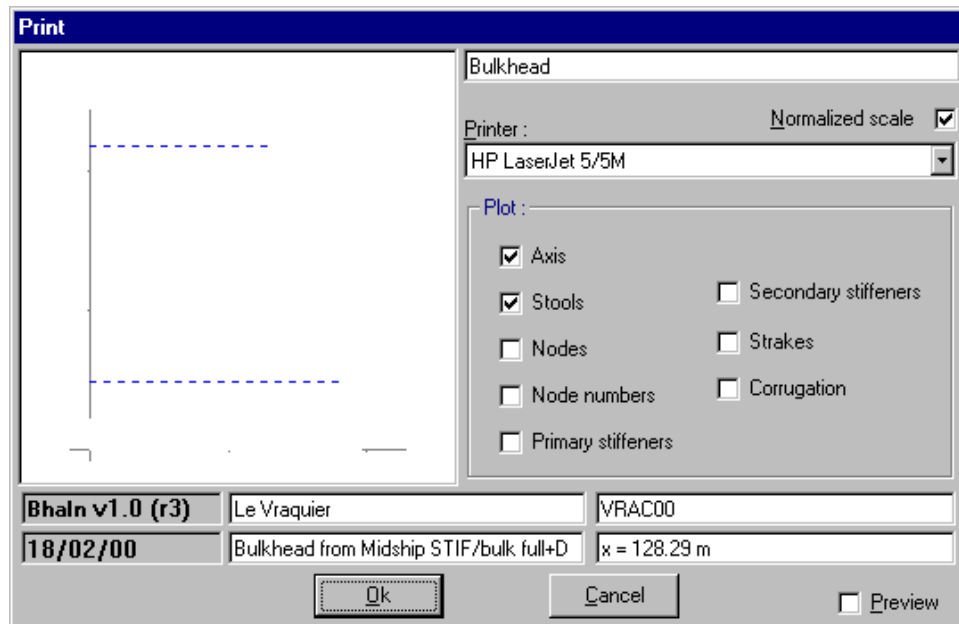 Print
Bulkhead
Normalized scale
Printer :
HP LaserJet 5/5M
Plot :
Axis
Stools
Nodes
Node numbers
Primary stiffeners
Secondary stiffeners
Strakes
Corrugation
Bhaln v1.0 (r3) Le Vraquier VRAC00
18/02/00 Bulkhead from Midship STIF/bulk full+D x = 128.29 m
Ok Cancel Preview